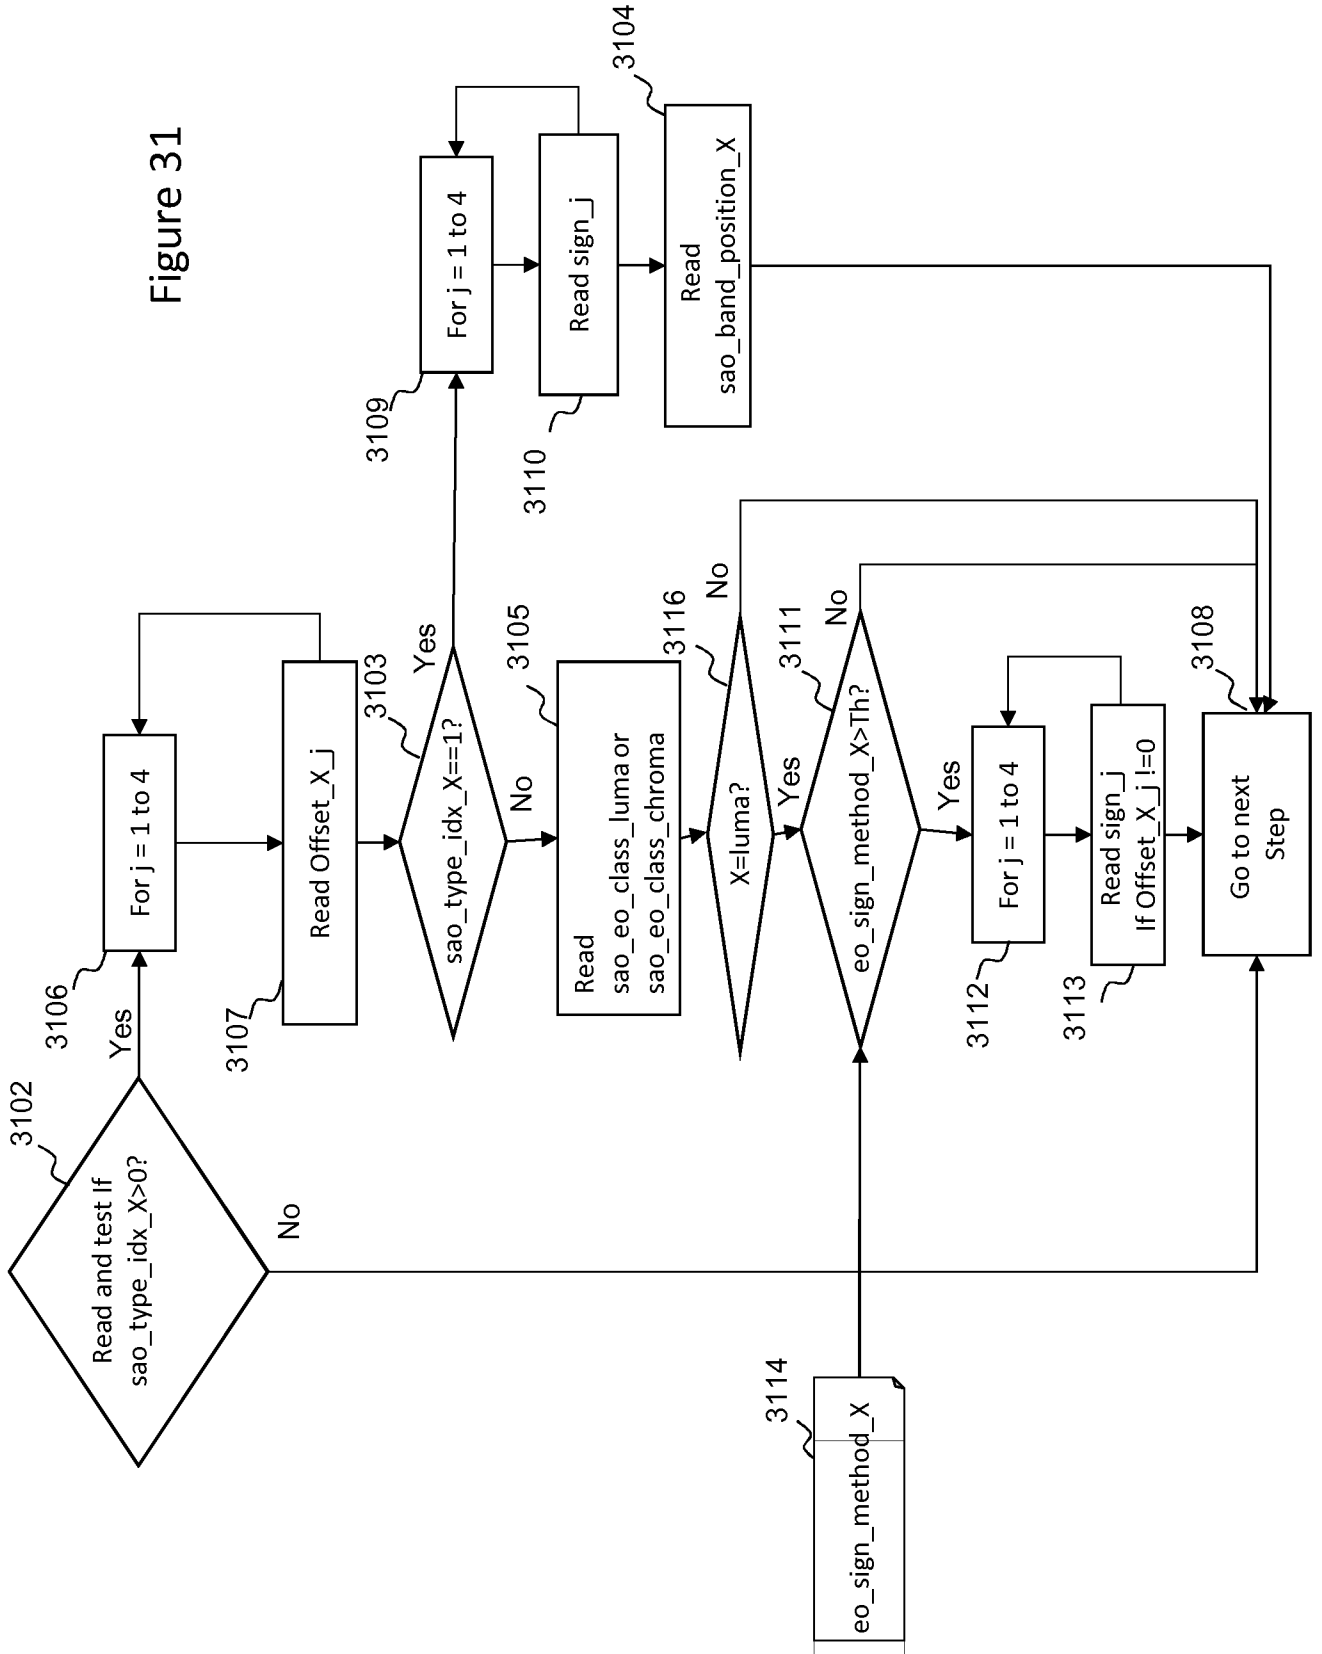 Figure 31
3102
Read and test If
sao_type_idx_X>0?
Yes
No
3106
For j = 1 to 4
3107
Read Offset_X_j
3103
sao_type_idx_X==1?
Yes
No
3109
For j = 1 to 4
3110
Read sign_j
3104
Read
sao_band_position_X
3105
Read
sao_eo_class_luma or
sao_eo_class_chroma
3116
X=luma?
No
Yes
3111
eo_sign_method_X>Th?
No
Yes
3114
eo_sign_method_X
3112
For j = 1 to 4
3113
Read sign_j
If Offset_X_j !=0
3108
Go to next
Step